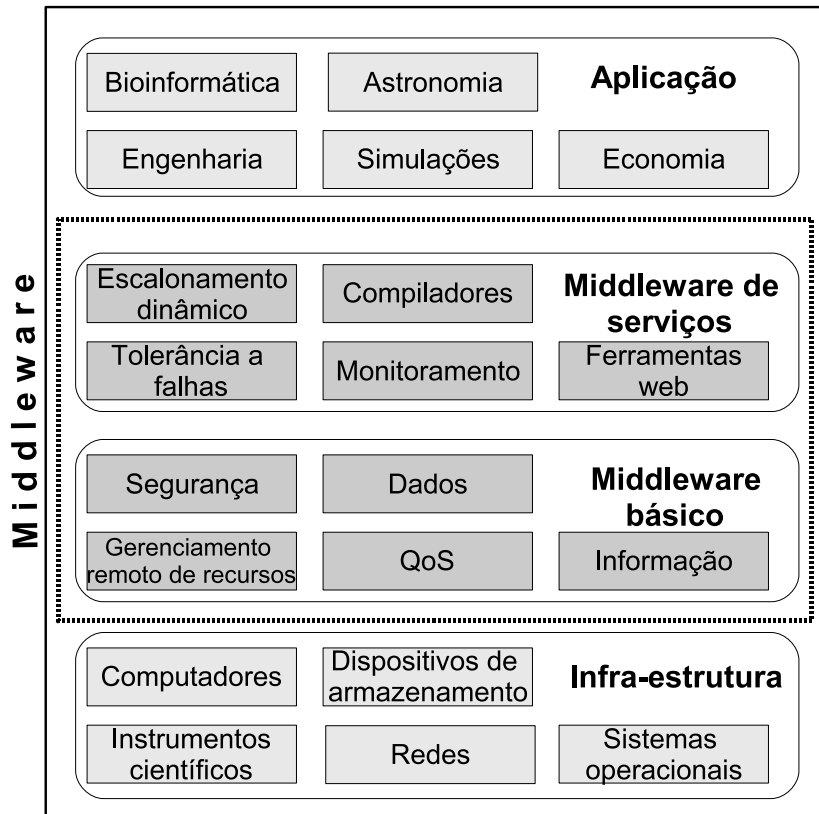 Middleware
Bioinformática
Astronomia
Aplicação
Engenharia
Simulações
Economia
Escalonamento
dinâmico
Compiladores
Middleware de
serviços
Tolerância a
falhas
Monitoramento
Ferramentas
web
Segurança
Dados
Middleware
básico
Gerenciamento
remoto de recursos
QoS
Informação
Computadores
Dispositivos de
armazenamento
Infra-estrutura
Instrumentos
científicos
Redes
Sistemas
operacionais